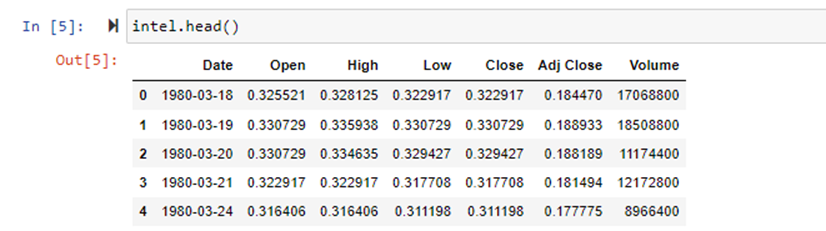 In [5]: intel.head()
Out[5]:
Date Open High Low Close Adj Close Volume
0 1980-03-18 0.325521 0.328125 0.322917 0.322917 0.184470 17068800
1 1980-03-19 0.330729 0.335938 0.330729 0.330729 0.188933 18508800
2 1980-03-20 0.330729 0.334635 0.329427 0.329427 0.188189 11174400
3 1980-03-21 0.322917 0.322917 0.317708 0.317708 0.181494 12172800
4 1980-03-24 0.316406 0.316406 0.311198 0.311198 0.177775 8966400